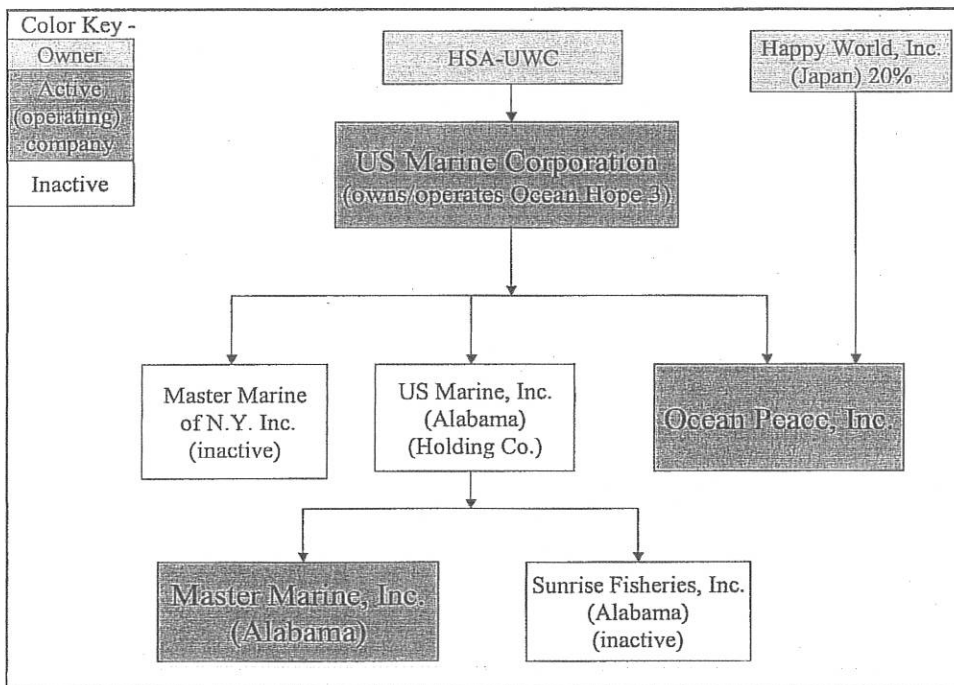 Color Key -
Owner
Active
(operating)
company
Inactive
HSA-UWC
Happy World, Inc.
(Japan) 20%
US Marine Corporation
(owns/operates Ocean Hope 3)
Master Marine
of N.Y. Inc.
(inactive)
US Marine, Inc.
(Alabama)
(Holding Co.)
Ocean Peace, Inc.
Master Marine, Inc.
(Alabama)
Sunrise Fisheries, Inc.
(Alabama)
(inactive)